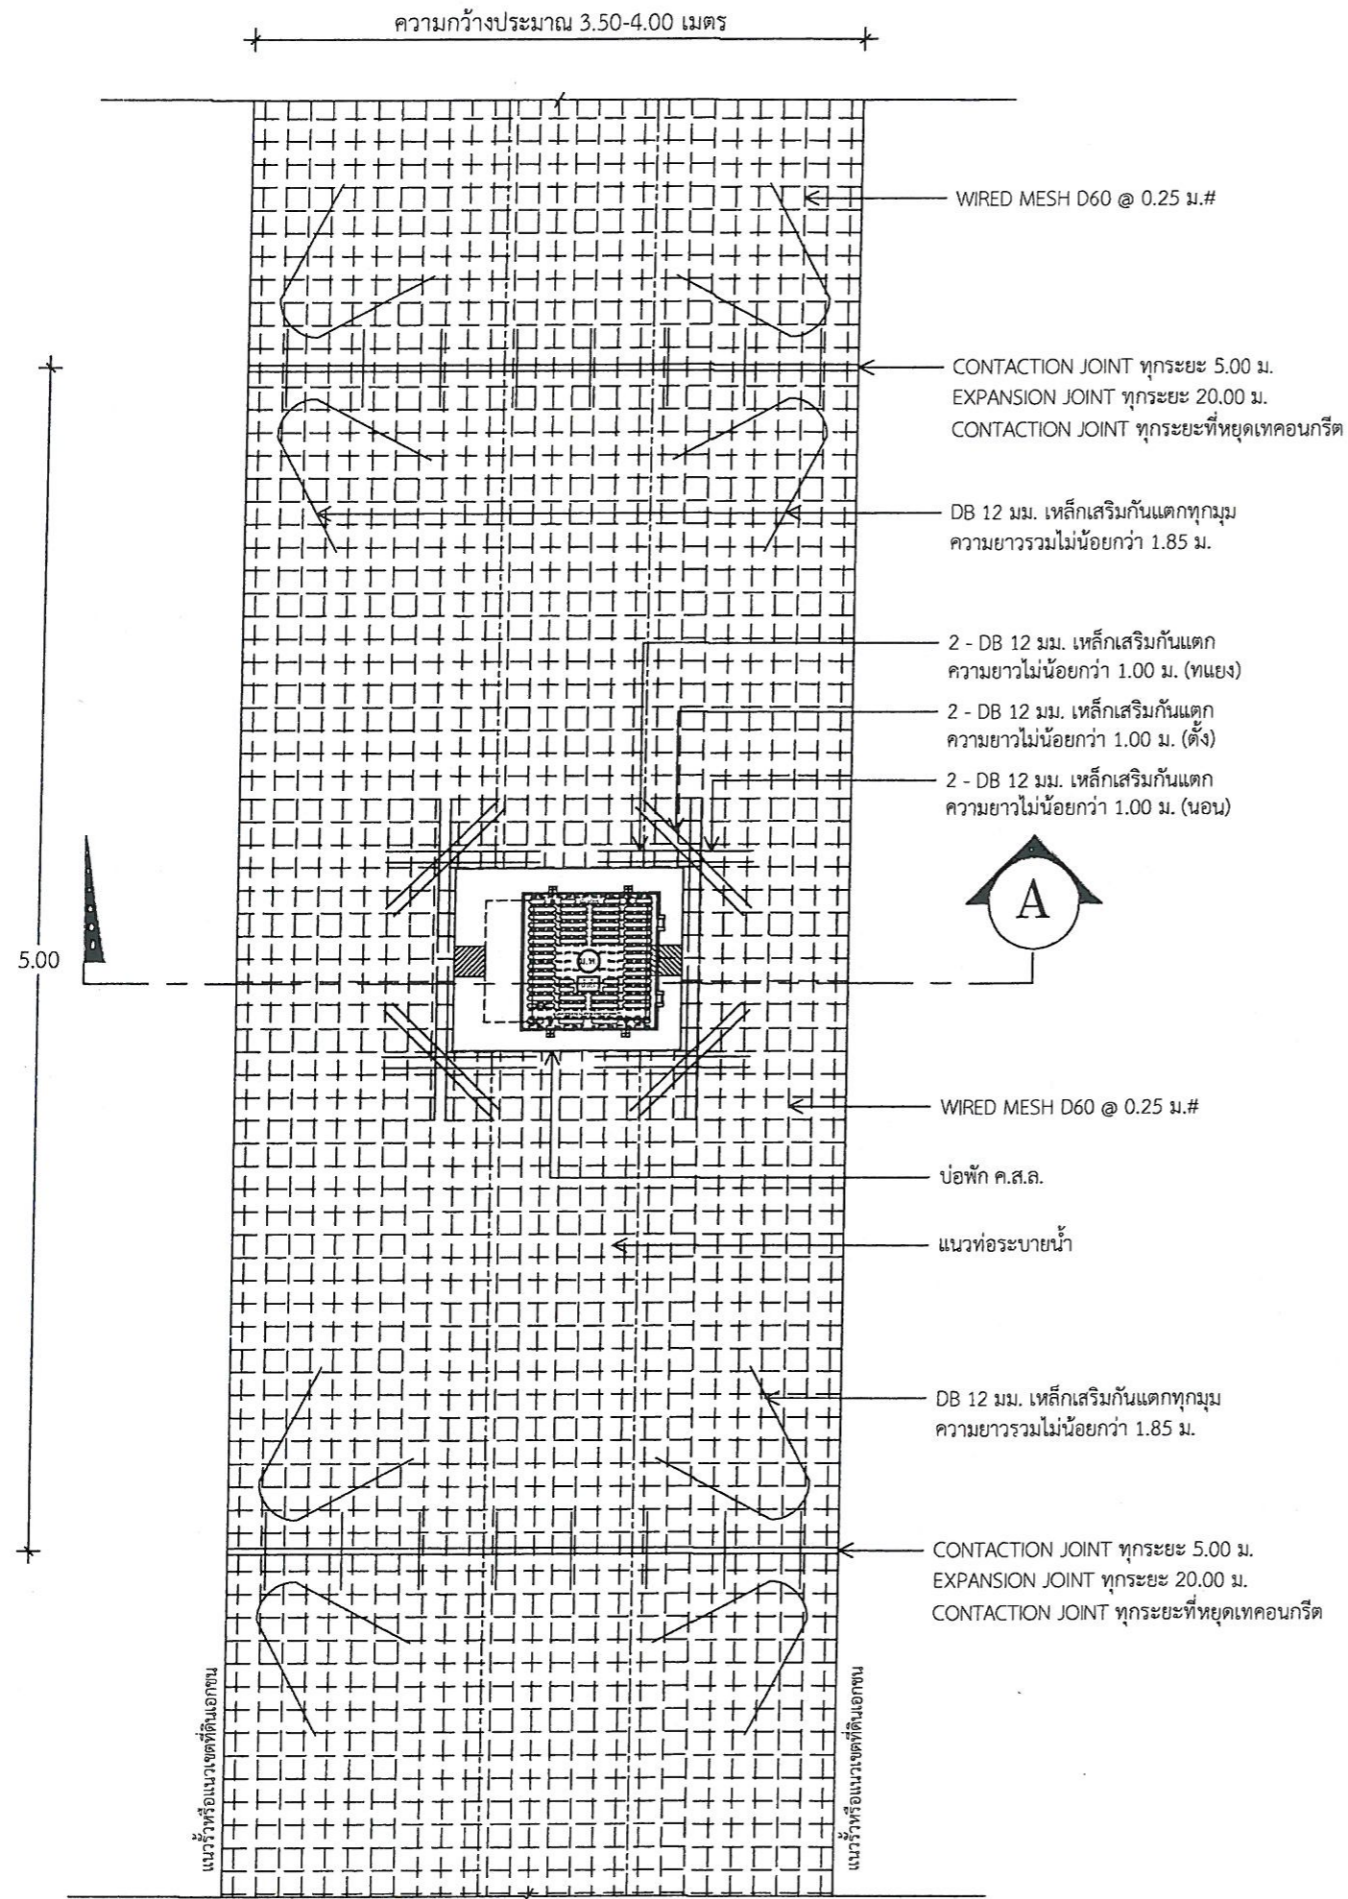 ความกว้างประมาณ 3.50-4.00 เมตร
WIRED MESH D60 @ 0.25 ม.#
CONTACTION JOINT ทุกระยะ 5.00 ม.
EXPANSION JOINT ทุกระยะ 20.00 ม.
CONTACTION JOINT ทุกระยะที่หยุดเทคอนกรีต
DB 12 มม. เหล็กเสริมกันแตกทุกมุม
ความยาวรวมไม่น้อยกว่า 1.85 ม.
2 - DB 12 มม. เหล็กเสริมกันแตก
ความยาวไม่น้อยกว่า 1.00 ม. (ทแยง)
2 - DB 12 มม. เหล็กเสริมกันแตก
ความยาวไม่น้อยกว่า 1.00 ม. (ตั้ง)
2 - DB 12 มม. เหล็กเสริมกันแตก
ความยาวไม่น้อยกว่า 1.00 ม. (นอน)
A
5.00
WIRED MESH D60 @ 0.25 ม.#
บ่อพัก ค.ส.ล.
แนวท่อระบายน้ำ
DB 12 มม. เหล็กเสริมกันแตกทุกมุม
ความยาวรวมไม่น้อยกว่า 1.85 ม.
CONTACTION JOINT ทุกระยะ 5.00 ม.
EXPANSION JOINT ทุกระยะ 20.00 ม.
CONTACTION JOINT ทุกระยะที่หยุดเทคอนกรีต
แนวรั้วหรือแนวเขตที่ดินเอกชน
แนวรั้วหรือแนวเขตที่ดินเอกชน